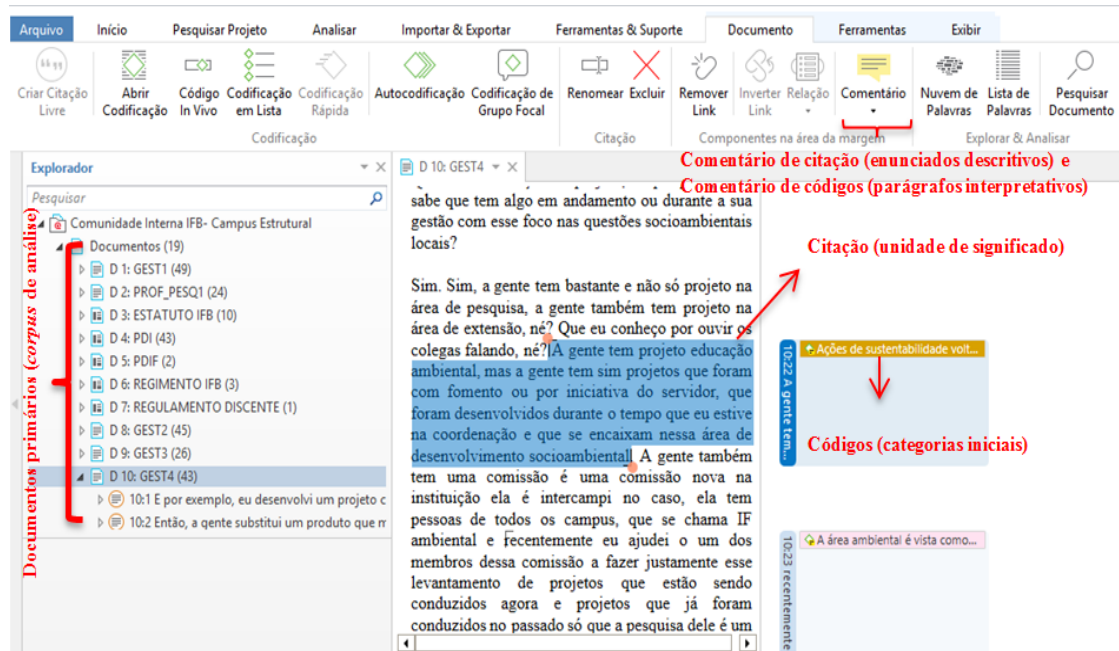 Arquivo Início Pesquisar Projeto Analisar Importar & Exportar Ferramentas & Suporte Documento Ferramentas Exibir
Criar Citação Livre
Abrir Codificação
Código In Vivo
Codificação em Lista
Codificação Rápida
Autocodificação
Codificação de Grupo Focal
Renomear
Excluir
Remover Link
Inverter Link
Relação
Comentário
Nuvem de Palavras
Lista de Palavras
Pesquisar Documento
Codificação
Citação
Componentes na área da margem
Explorar & Analisar
Comentário de citação (enunciados descritivos) e
Comentário de códigos (parágrafos interpretativos)
Explorador
Pesquisar
Comunidade Interna IFB- Campus Estrutural
Documentos (19)
D 1: GEST1 (49)
D 2: PROF_PESQ1 (24)
D 3: ESTATUTO IFB (10)
D 4: PDI (43)
D 5: PDIF (2)
D 6: REGIMENTO IFB (3)
D 7: REGULAMENTO DISCENTE (1)
D 8: GEST2 (45)
D 9: GEST3 (26)
D 10: GEST4 (43)
10:1 E por exemplo, eu desenvolvi um projeto c
10:2 Então, a gente substitui um produto que m
Documentos primários (corpus de análise)
D 10: GEST4
sabe que tem algo em andamento ou durante a sua
gestão com esse foco nas questões socioambientais
locais?
Sim. Sim, a gente tem bastante e não só projeto na
área de pesquisa, a gente também tem projeto na
área de extensão, né? Que eu conheço por ouvir os
colegas falando, né? A gente tem projeto educação
ambiental, mas a gente tem sim projetos que foram
com fomento ou por iniciativa do servidor, que
foram desenvolvidos durante o tempo que eu estive
na coordenação e que se encaixam nessa área de
desenvolvimento socioambiental. A gente também
tem uma comissão é uma comissão nova na
instituição ela é intercampi no caso, ela tem
pessoas de todos os campus, que se chama IF
ambiental e recentemente eu ajudei o um dos
membros dessa comissão a fazer justamente esse
levantamento de projetos que estão sendo
conduzidos agora e projetos que já foram
conduzidos no passado só que a pesquisa dele é um
Citação (unidade de significado)
10:22 A gente tem...
Ações de sustentabilidade volt...
Códigos (categorias iniciais)
10:23 recentemente
A área ambiental é vista como...